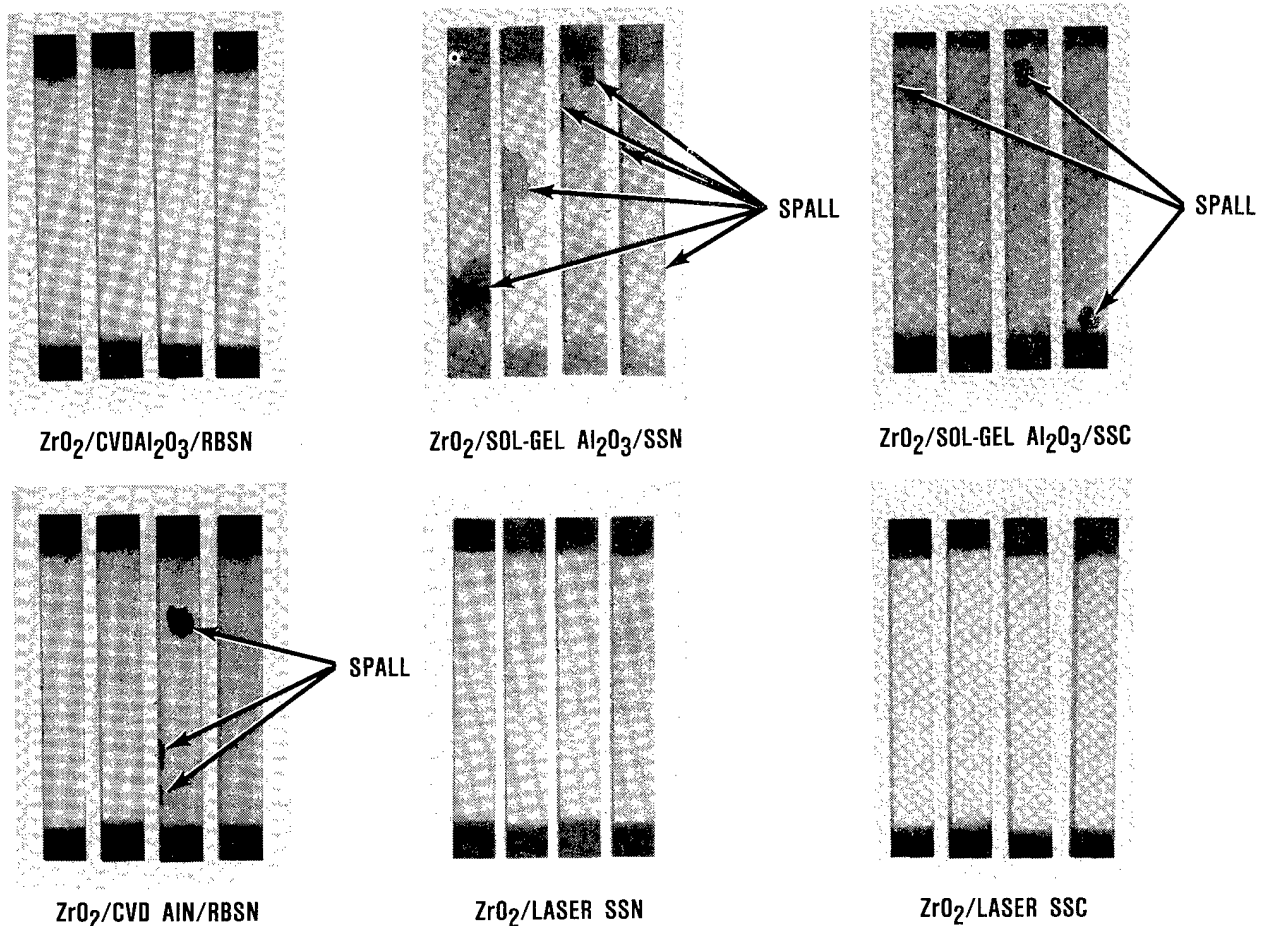 SPALL
SPALL
ZrO₂/CVDAl₂O₃/RBSN
ZrO₂/SOL-GEL Al₂O₃/SSN
ZrO₂/SOL-GEL Al₂O₃/SSC
SPALL
ZrO₂/CVD AlN/RBSN
ZrO₂/LASER SSN
ZrO₂/LASER SSC